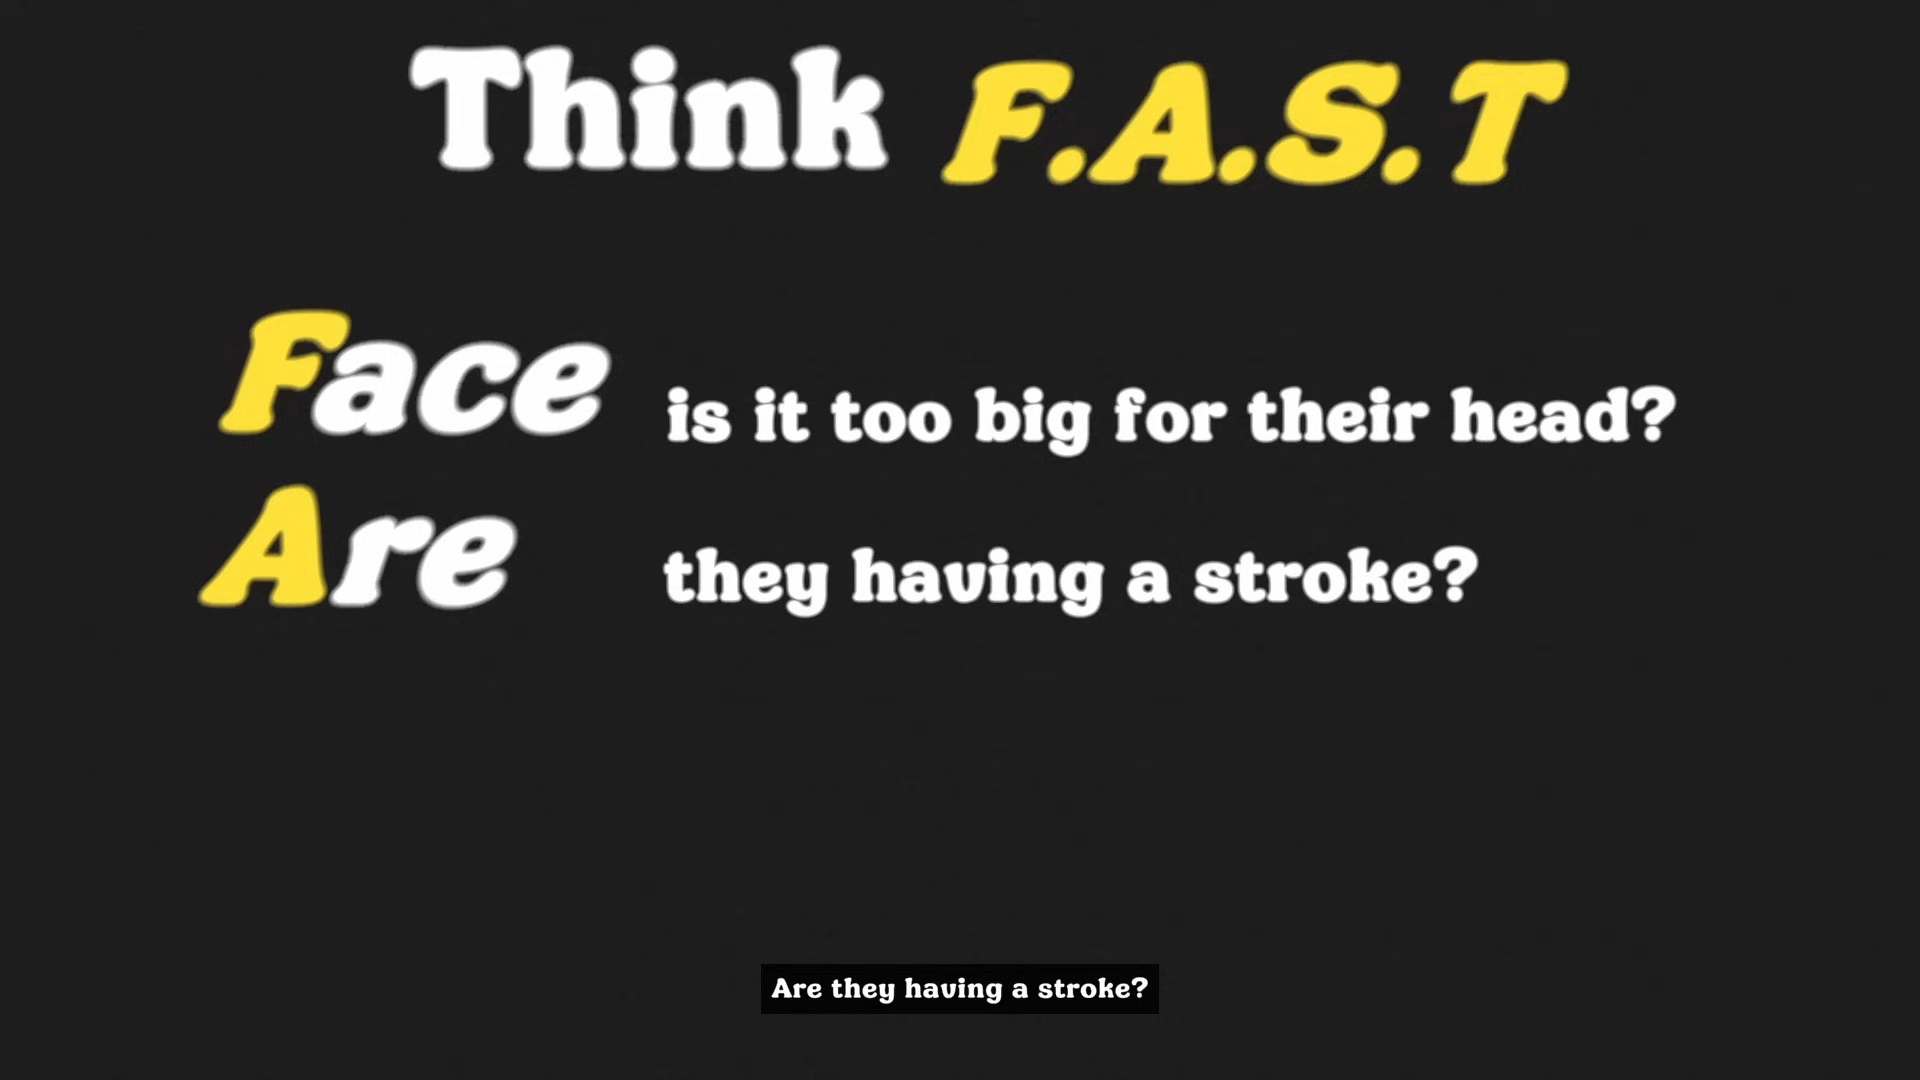 Think F.A.S.T
Face is it too big for their head?
Are they having a stroke?
Are they having a stroke?